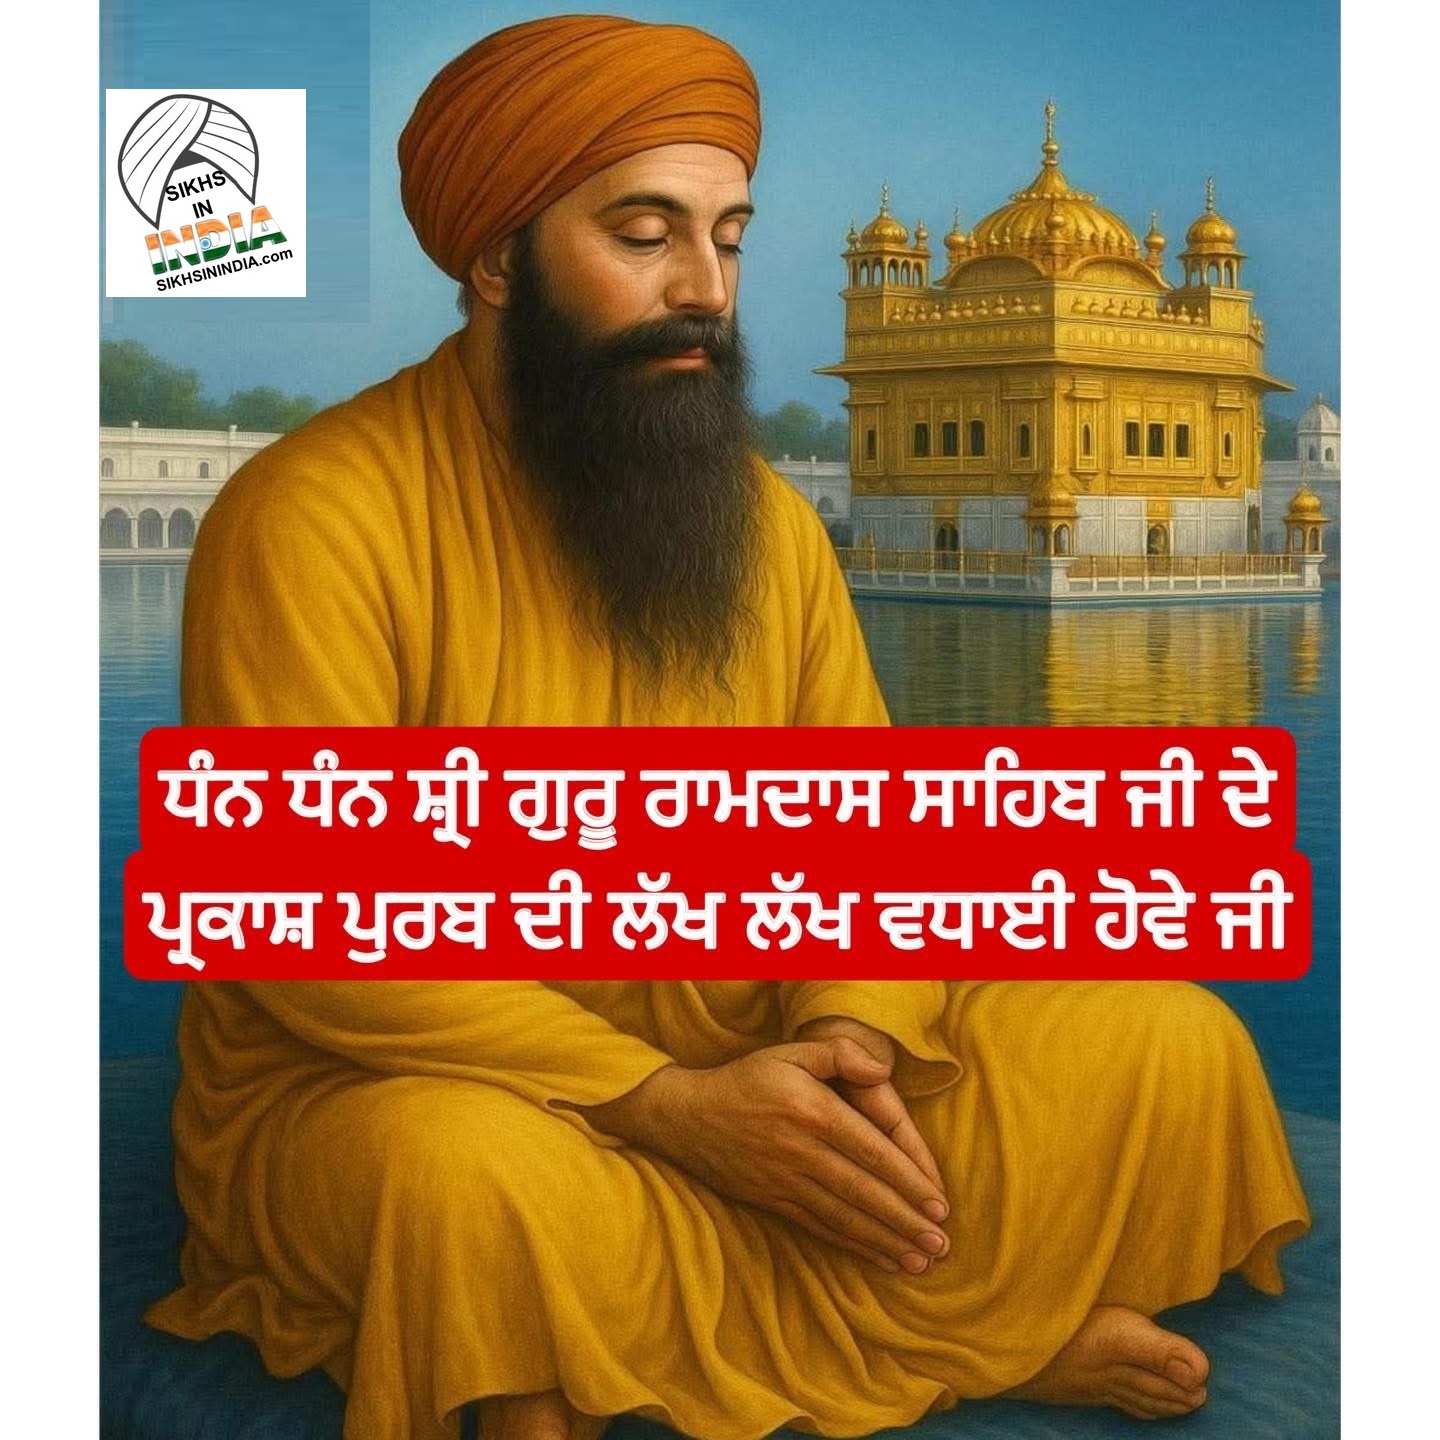 SIKHS
IN
INDIA
SIKHSININDIA.com
ਧੰਨ ਧੰਨ ਸ਼੍ਰੀ ਗੁਰੂ ਰਾਮਦਾਸ ਸਾਹਿਬ ਜੀ ਦੇ
ਪ੍ਰਕਾਸ਼ ਪੁਰਬ ਦੀ ਲੱਖ ਲੱਖ ਵਧਾਈ ਹੋਵੇ ਜੀ